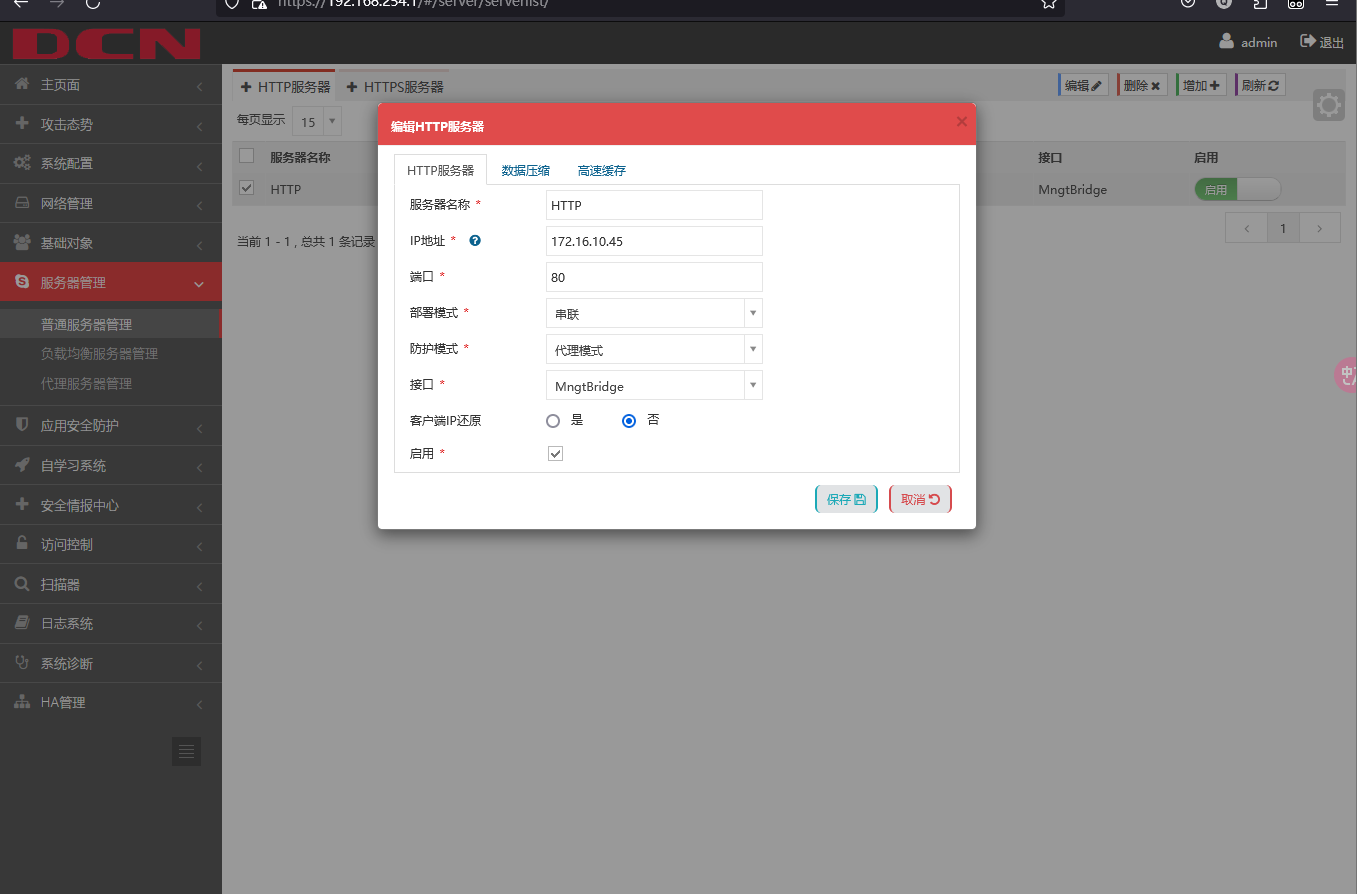 https://192.168.254.1/#/server/serverlist/
DCN
admin
退出
主页面
攻击态势
系统配置
网络管理
基础对象
服务器管理
普通服务器管理
负载均衡服务器管理
代理服务器管理
应用安全防护
自学习系统
安全情报中心
访问控制
扫描器
日志系统
系统诊断
HA管理
HTTP服务器
HTTPS服务器
编辑
删除
增加
刷新
每页显示 15
服务器名称
接口
启用
HTTP
MngtBridge
启用
当前 1 - 1 , 总共 1 条记录
1
编辑HTTP服务器
HTTP服务器
数据压缩
高速缓存
服务器名称 * HTTP
IP地址 * 172.16.10.45
端口 * 80
部署模式 * 串联
防护模式 * 代理模式
接口 * MngtBridge
客户端IP还原 是 否
启用 *
保存
取消